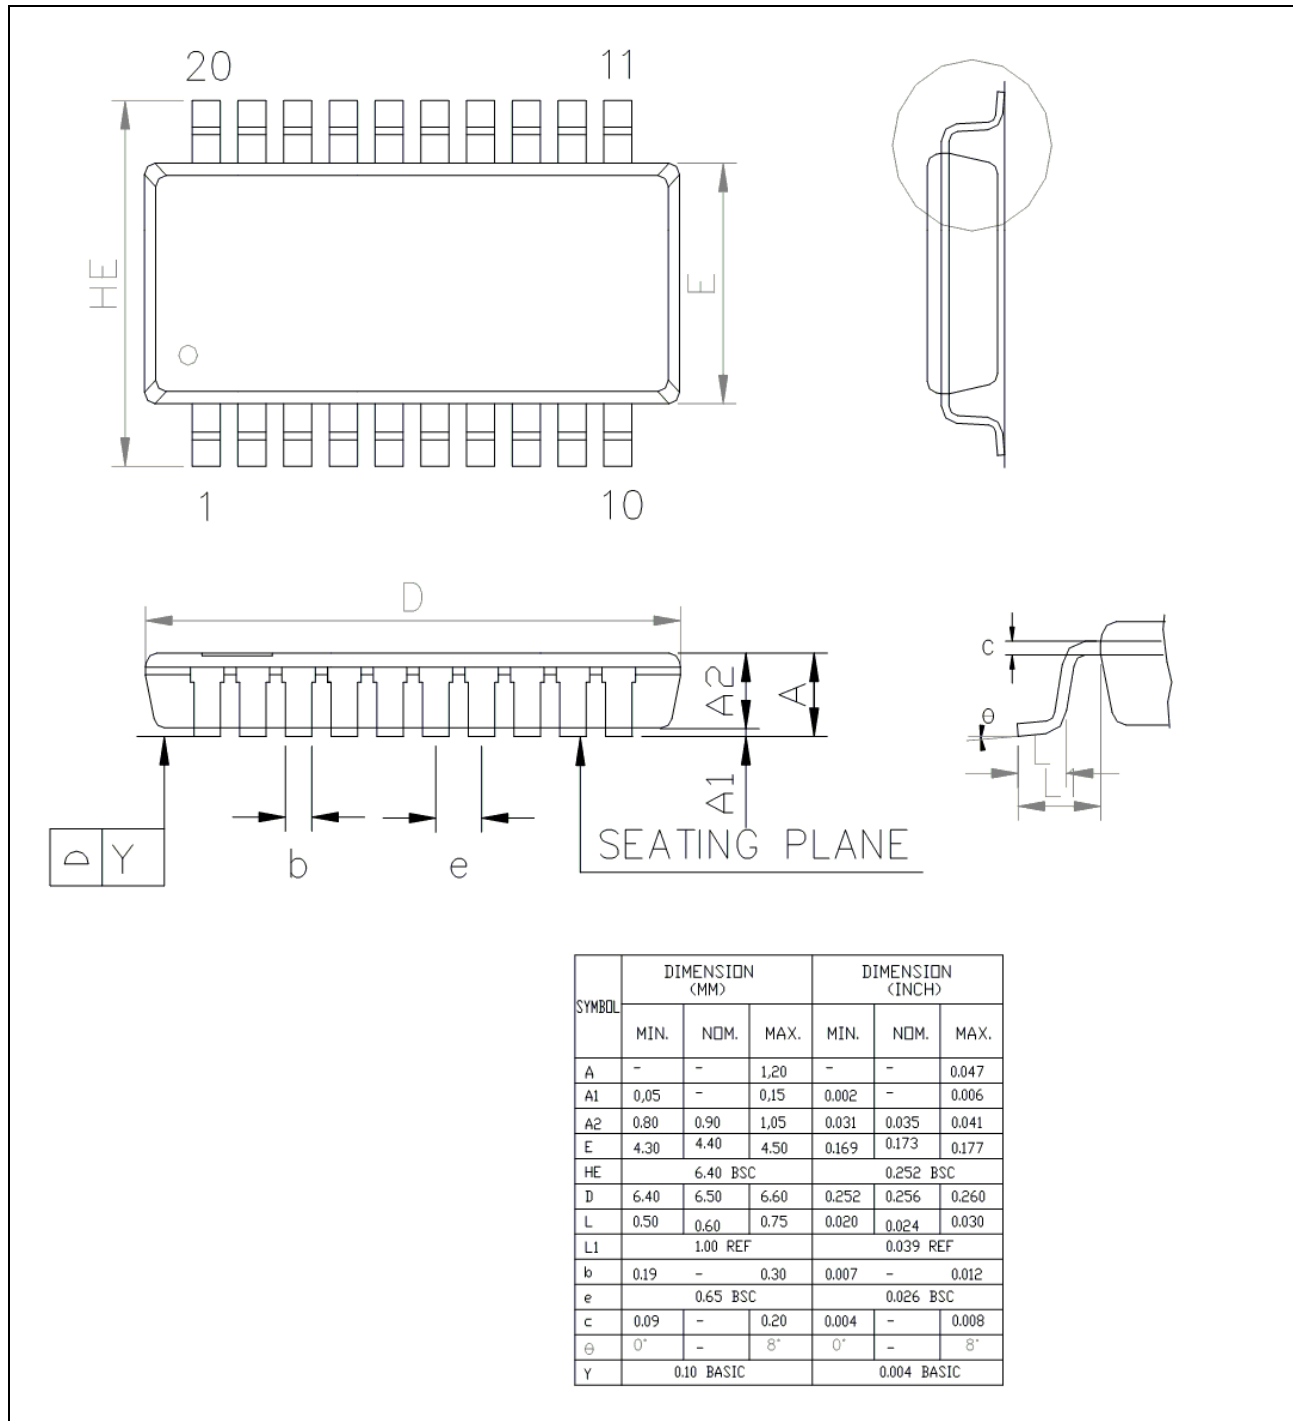 20 11
HE
E
1 10
D
A2
A
A1
C
θ
L
L1
D Y
b
e
SEATING PLANE
SYMBOL DIMENSION (MM) DIMENSION (INCH)
MIN. NOM. MAX. MIN. NOM. MAX.
A - - 1,20 - - 0.047
A1 0,05 - 0,15 0.002 - 0.006
A2 0.80 0.90 1,05 0.031 0.035 0.041
E 4.30 4.40 4.50 0.169 0.173 0.177
HE 6.40 BSC 0.252 BSC
D 6.40 6.50 6.60 0.252 0.256 0.260
L 0.50 0.60 0.75 0.020 0.024 0.030
L1 1.00 REF 0.039 REF
b 0.19 - 0.30 0.007 - 0.012
e 0.65 BSC 0.026 BSC
c 0.09 - 0.20 0.004 - 0.008
θ 0° - 8° 0° - 8°
Y 0.10 BASIC 0.004 BASIC